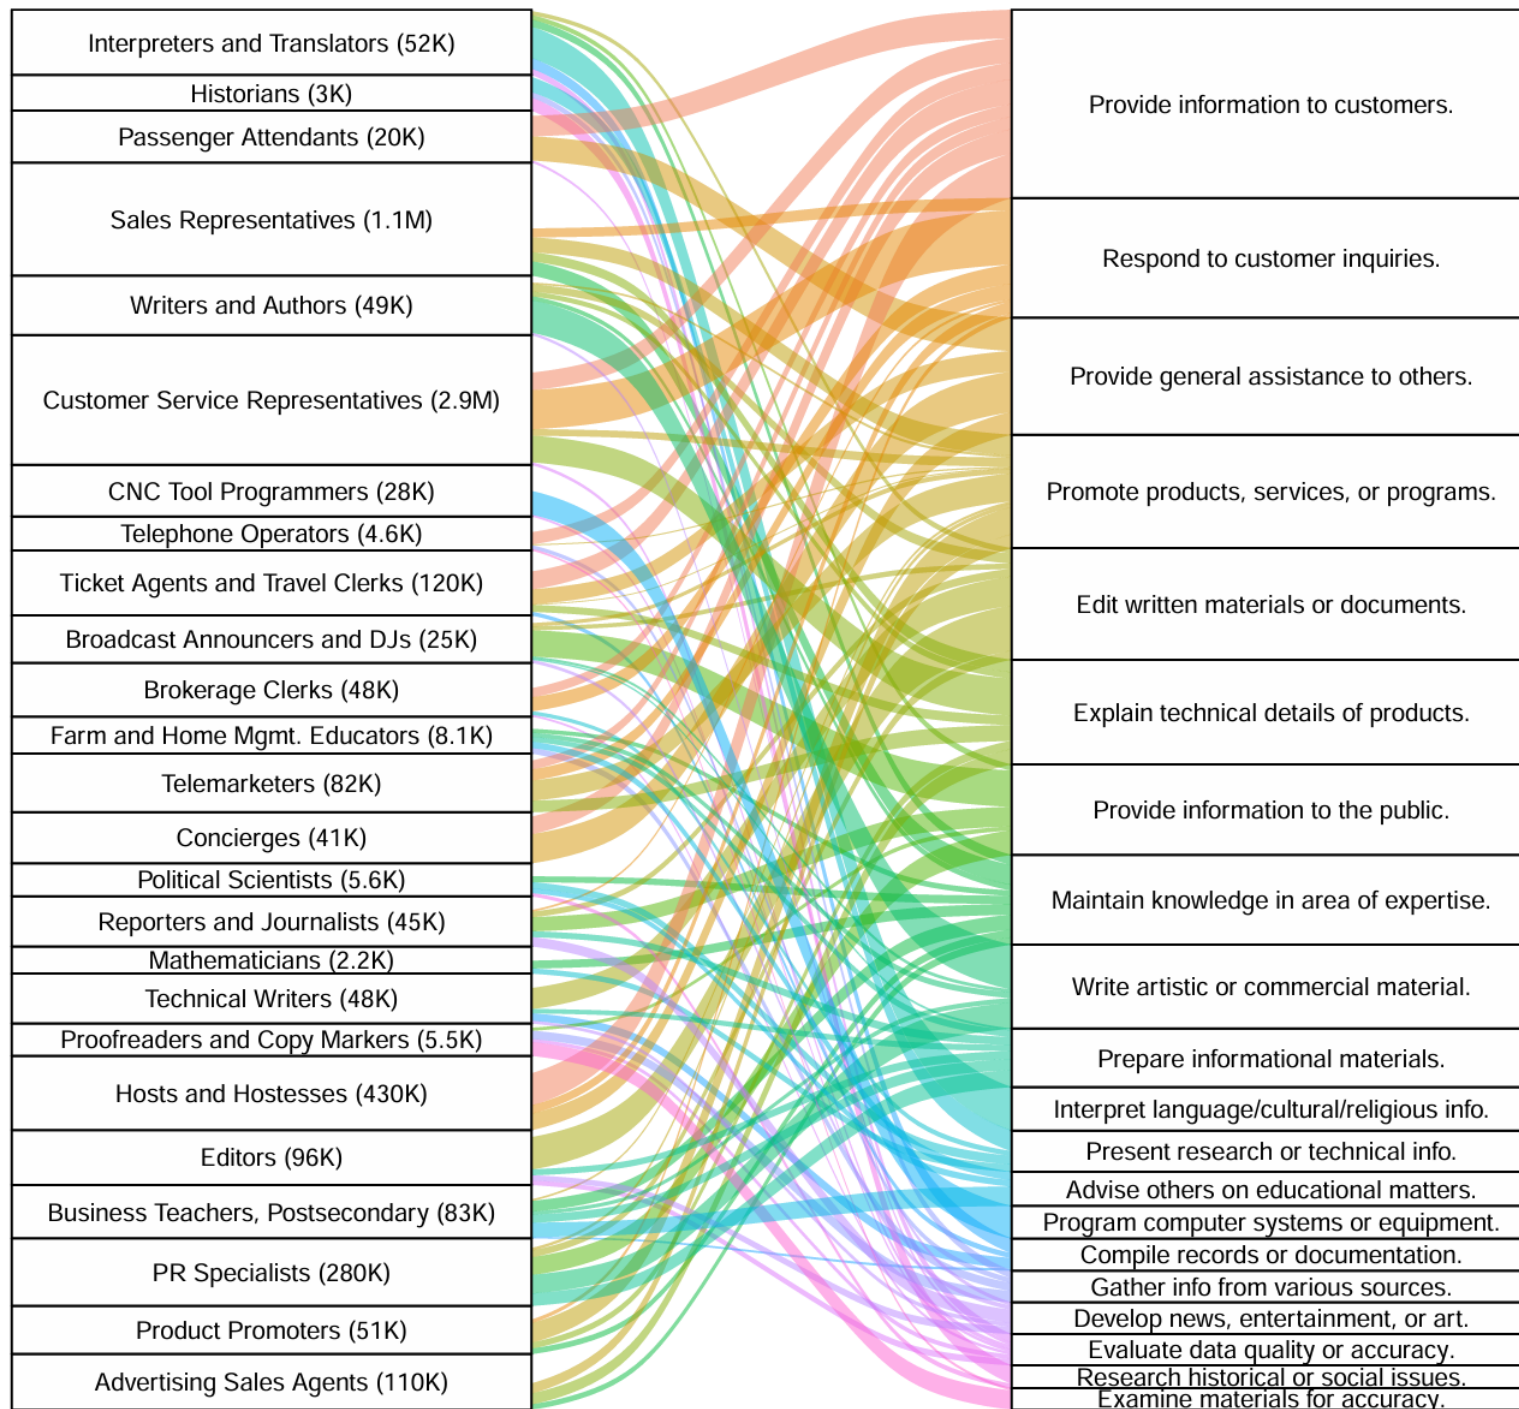 Interpreters and Translators (52K)
Historians (3K)
Passenger Attendants (20K)
Sales Representatives (1.1M)
Writers and Authors (49K)
Customer Service Representatives (2.9M)
CNC Tool Programmers (28K)
Telephone Operators (4.6K)
Ticket Agents and Travel Clerks (120K)
Broadcast Announcers and DJs (25K)
Brokerage Clerks (48K)
Farm and Home Mgmt. Educators (8.1K)
Telemarketers (82K)
Concierges (41K)
Political Scientists (5.6K)
Reporters and Journalists (45K)
Mathematicians (2.2K)
Technical Writers (48K)
Proofreaders and Copy Markers (5.5K)
Hosts and Hostesses (430K)
Editors (96K)
Business Teachers, Postsecondary (83K)
PR Specialists (280K)
Product Promoters (51K)
Advertising Sales Agents (110K)
Provide information to customers.
Respond to customer inquiries.
Provide general assistance to others.
Promote products, services, or programs.
Edit written materials or documents.
Explain technical details of products.
Provide information to the public.
Maintain knowledge in area of expertise.
Write artistic or commercial material.
Prepare informational materials.
Interpret language/cultural/religious info.
Present research or technical info.
Advise others on educational matters.
Program computer systems or equipment.
Compile records or documentation.
Gather info from various sources.
Develop news, entertainment, or art.
Evaluate data quality or accuracy.
Research historical or social issues.
Examine materials for accuracy.